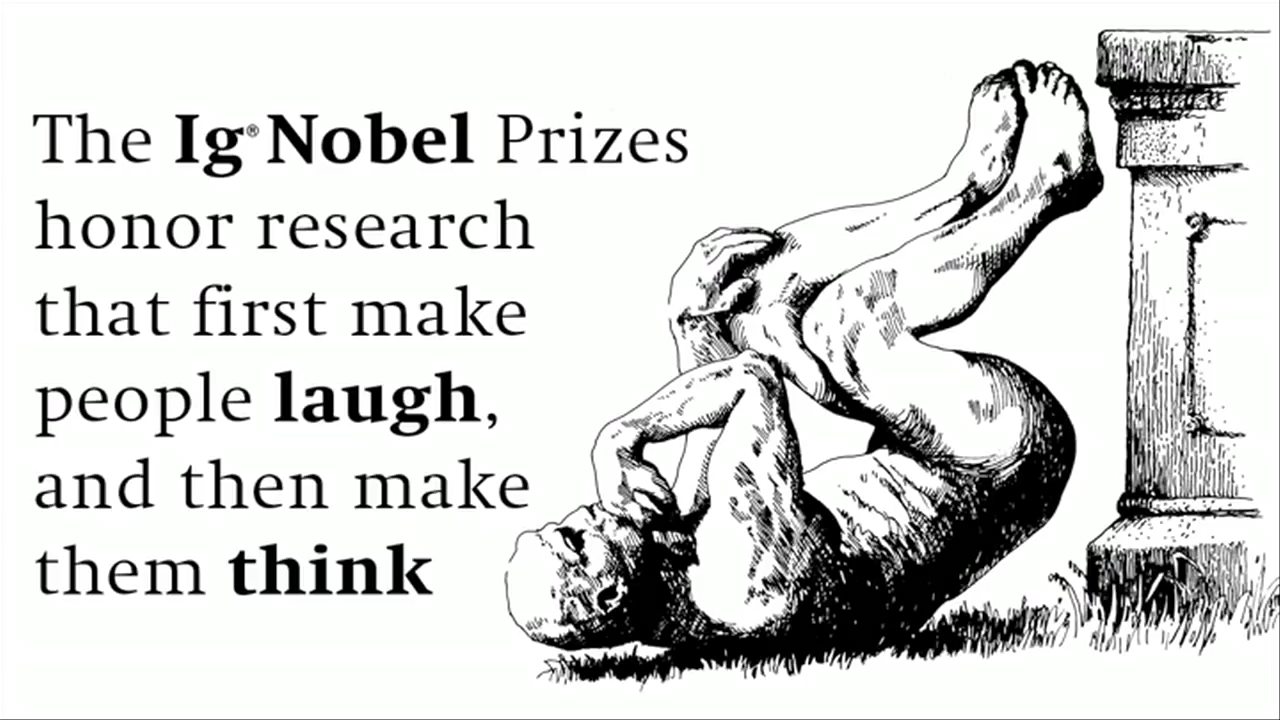 The Ig® Nobel Prizes
honor research
that first make
people laugh,
and then make
them think